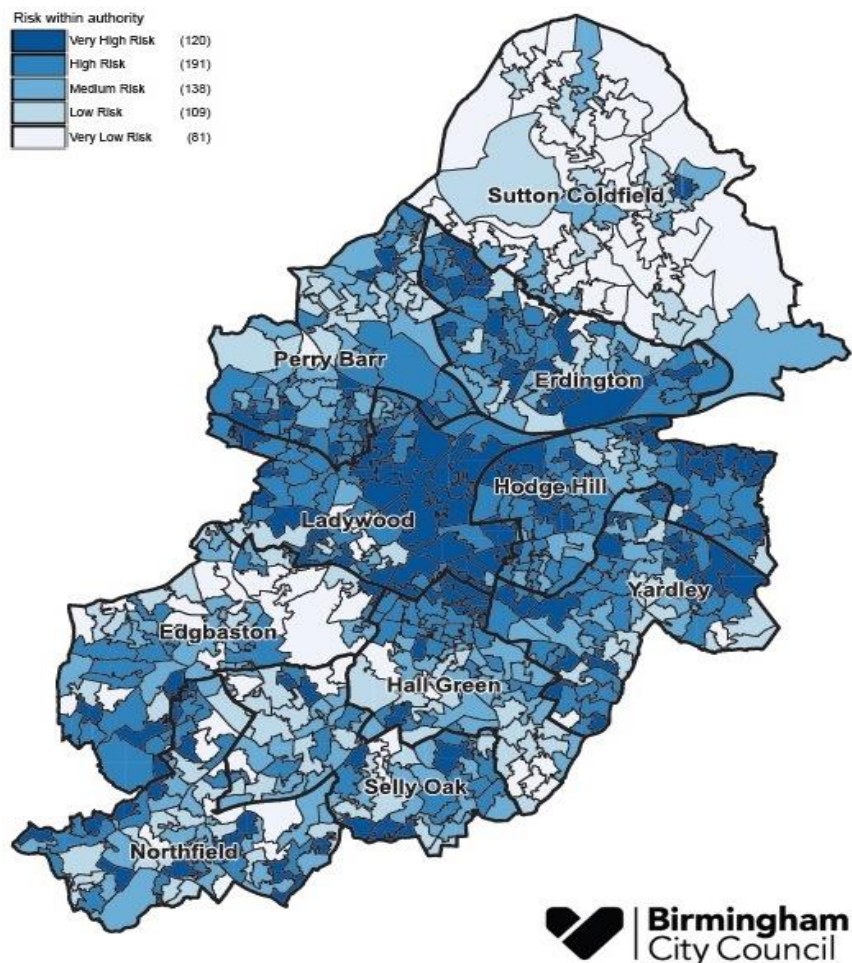 Risk within authority
Very High Risk (120)
High Risk (191)
Medium Risk (138)
Low Risk (109)
Very Low Risk (81)
Sutton Coldfield
Perry Barr
Erdington
Hodge Hill
Ladywood
Yardley
Edgbaston
Hall Green
Selly Oak
Northfield
Birmingham
City Council